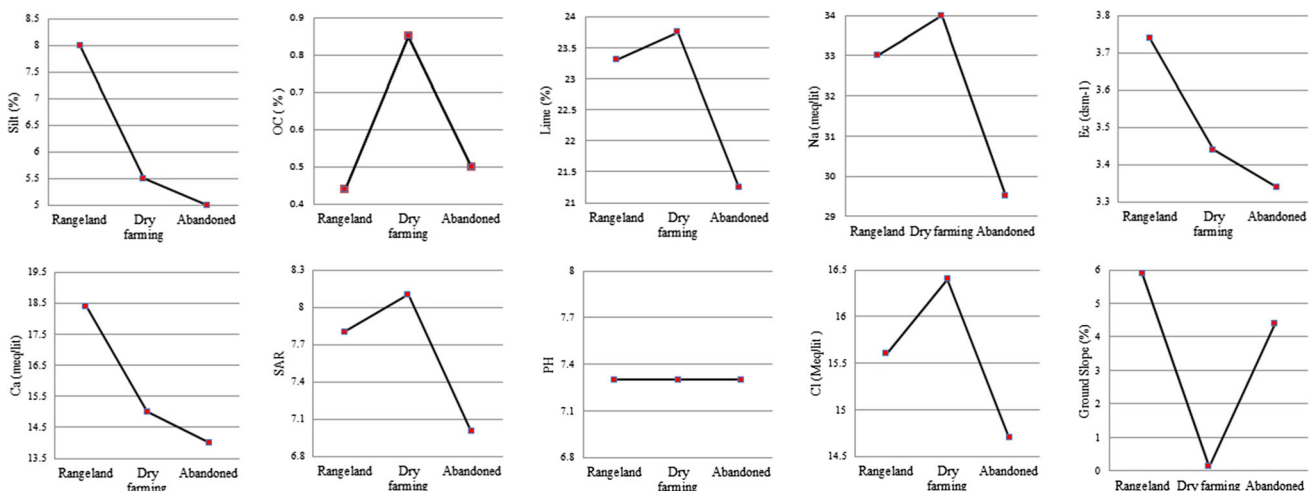 Silt (%)
8.5
8
7.5
7
6.5
6
5.5
5
Rangeland Dry Abandoned
farming
OC ( % )
0.9
0.8
0.7
0.6
0.5
0.4
Rangeland Dry Abandoned
farming
Lime (%)
24
23.5
23
22.5
22
21.5
21
Rangeland Dry Abandoned
farming
Na (meq/lit)
34
33
32
31
30
29
Rangeland Dry farming Abandoned
Ec (dsm-1)
3.8
3.7
3.6
3.5
3.4
3.3
Rangeland Dry Abandoned
farming
Ca (meq/lit)
19.5
18.5
17.5
16.5
15.5
14.5
13.5
Rangeland Dry Abandoned
farming
SAR
8.3
8
7.7
7.4
7.1
6.8
Rangeland Dry Abandoned
farming
PH
8
7.7
7.4
7.1
6.8
Rangeland Dry Abandoned
farming
Cl (Meq/lit )
16.5
16
15.5
15
14.5
Rangeland Dry Abandoned
farming
Ground Slope (%)
6
5
4
3
2
1
0
Rangeland Dry farming Abandoned